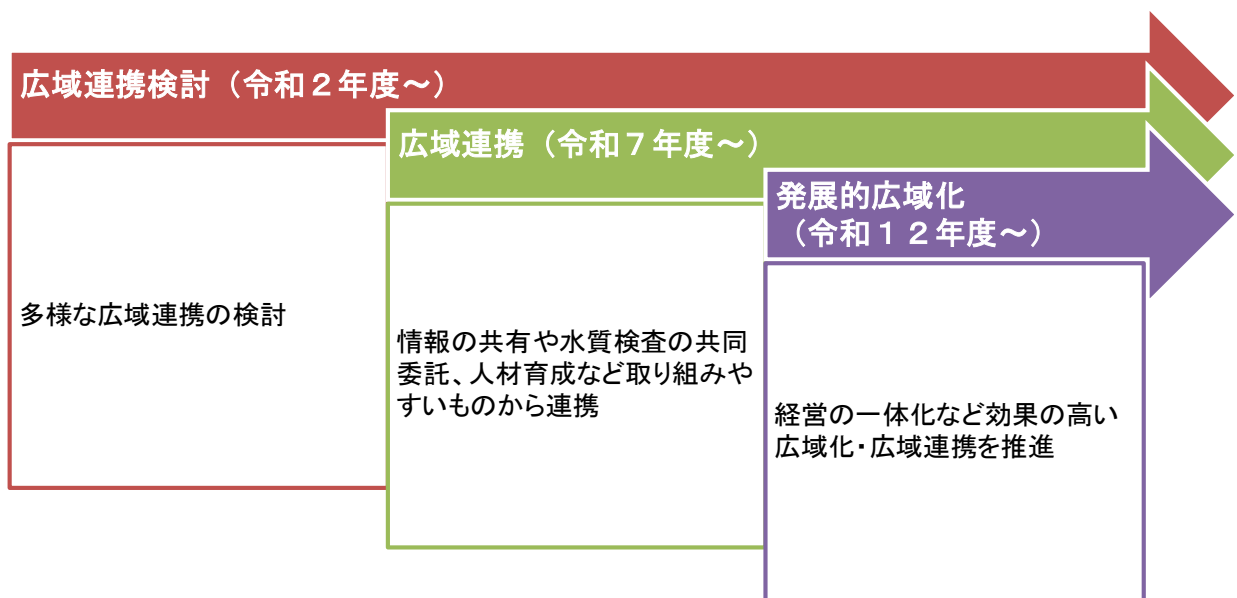 広域連携検討（令和２年度～）
広域連携（令和７年度～）
発展的広域化
（令和１２年度～）
多様な広域連携の検討
情報の共有や水質検査の共同
委託、人材育成など取り組みや
すいものから連携
経営の一体化など効果の高い
広域化・広域連携を推進